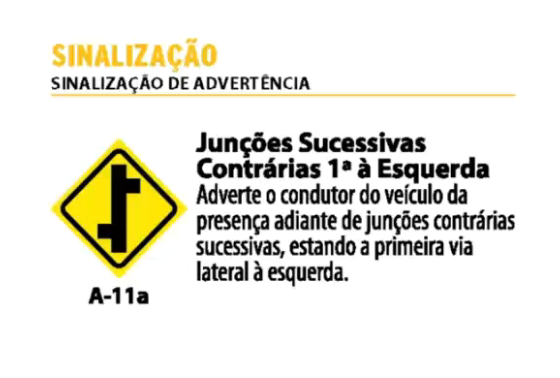 SINALIZAÇÃO
SINALIZAÇÃO DE ADVERTÊNCIA
Junções Sucessivas
Contrárias 1ª à Esquerda
Adverte o condutor do veículo da
presença adiante de junções contrárias
sucessivas, estando a primeira via
lateral à esquerda.
A-11a